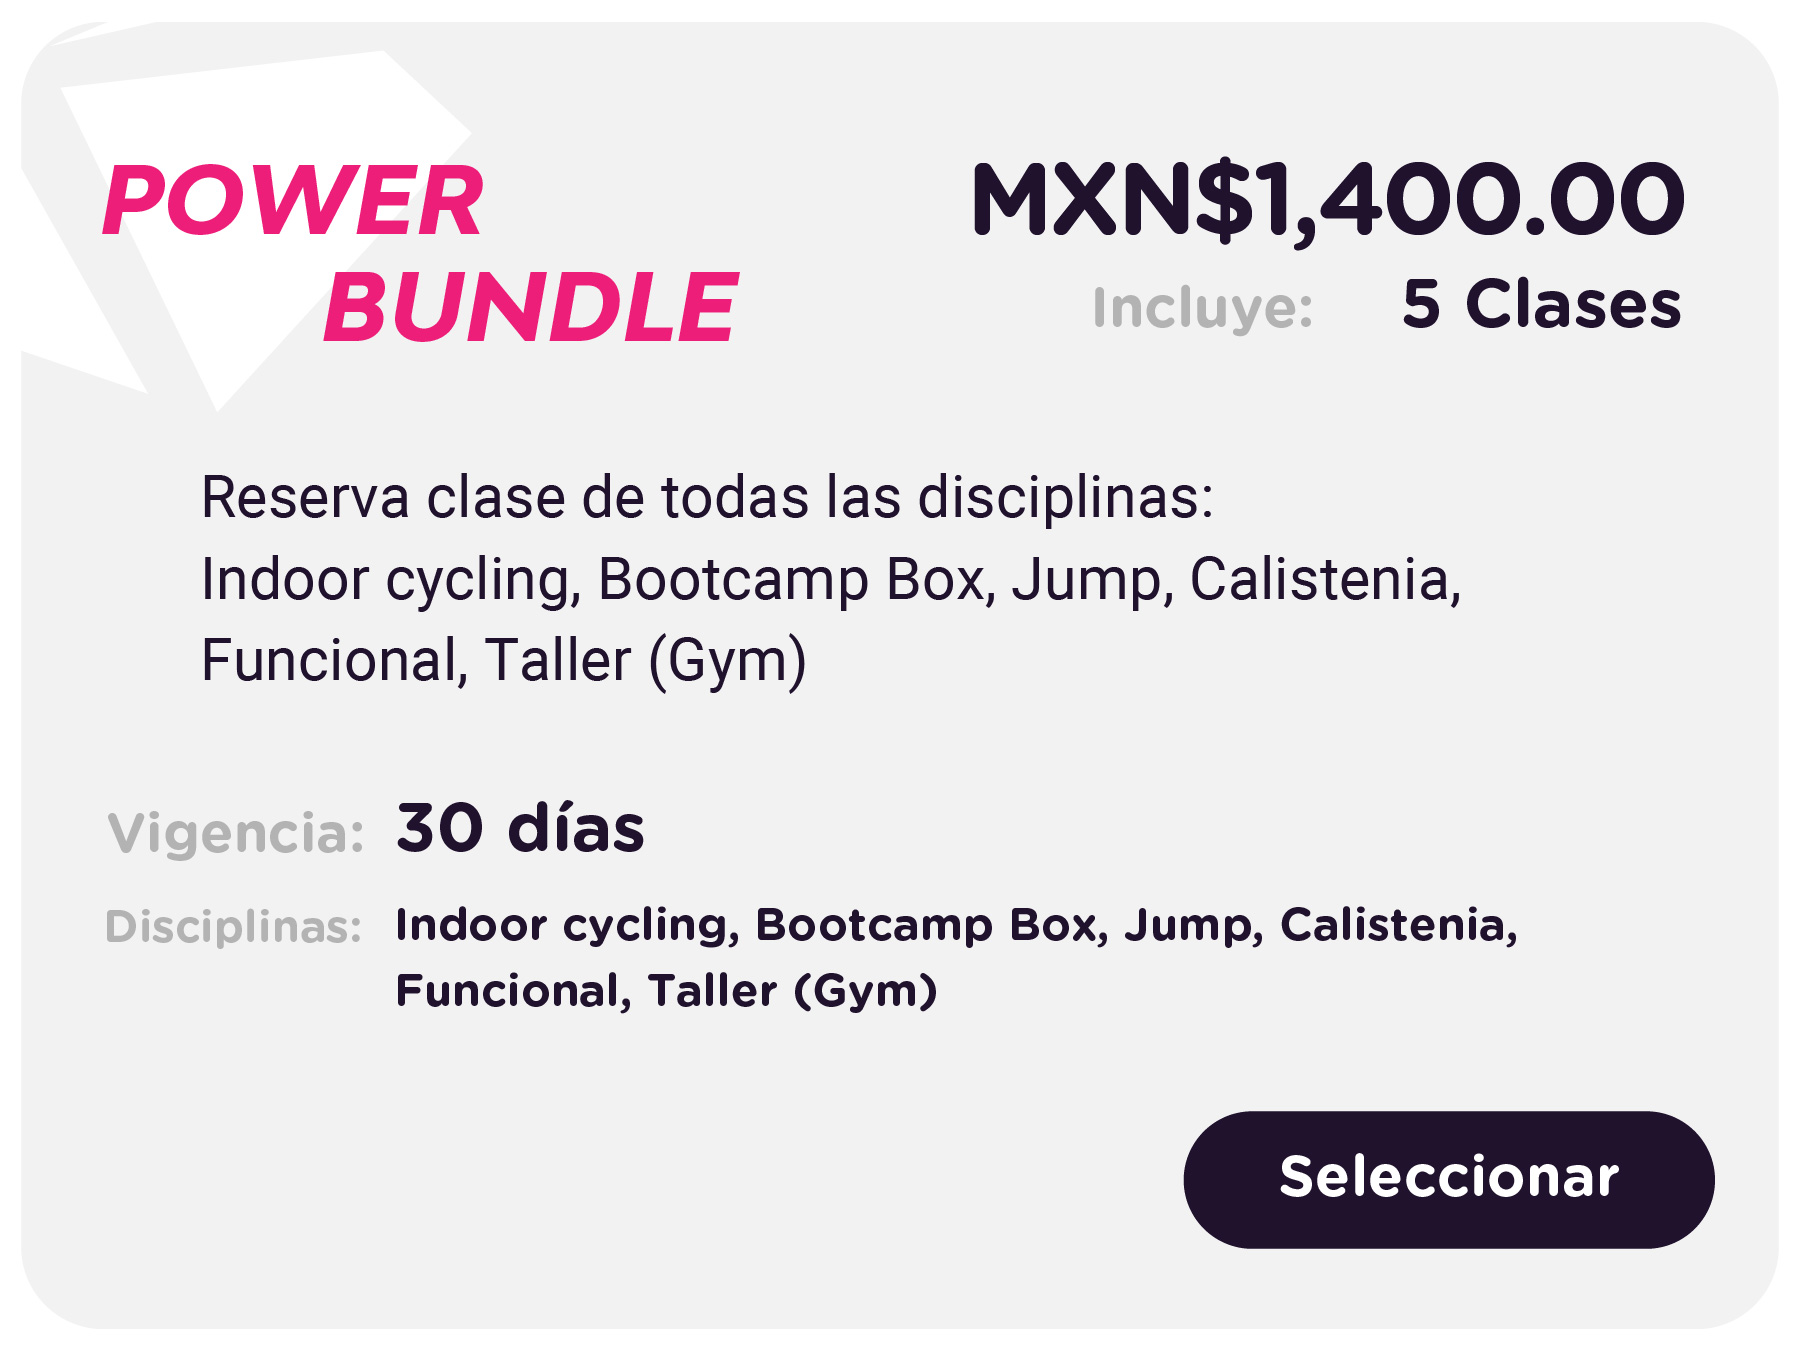 POWER
BUNDLE
MXN$1,400.00
Incluye: 5 Clases
Reserva clase de todas las disciplinas:
Indoor cycling, Bootcamp Box, Jump, Calistenia,
Funcional, Taller (Gym)
Vigencia: 30 días
Disciplinas: Indoor cycling, Bootcamp Box, Jump, Calistenia,
Funcional, Taller (Gym)
Seleccionar